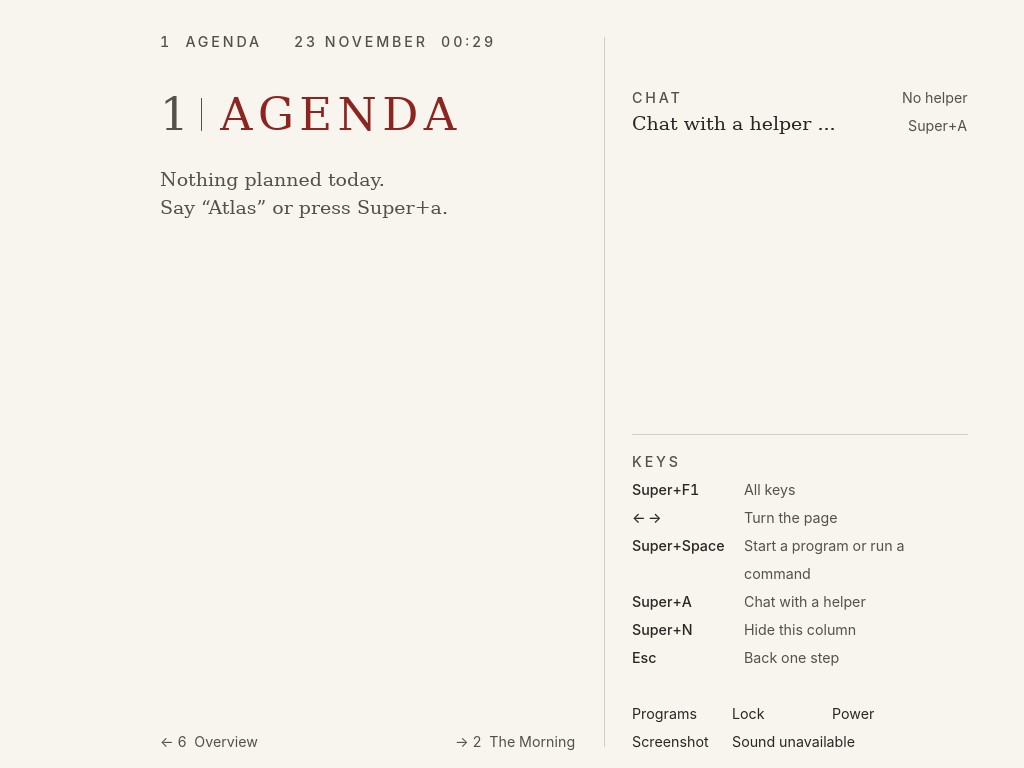 1 AGENDA 23 NOVEMBER 00:29
1 AGENDA
Nothing planned today.
Say “Atlas” or press Super+a.
← 6 Overview
→ 2 The Morning
CHAT No helper
Chat with a helper ... Super+A
KEYS
Super+F1 All keys
← → Turn the page
Super+Space Start a program or run a
command
Super+A Chat with a helper
Super+N Hide this column
Esc Back one step
Programs Lock Power
Screenshot Sound unavailable